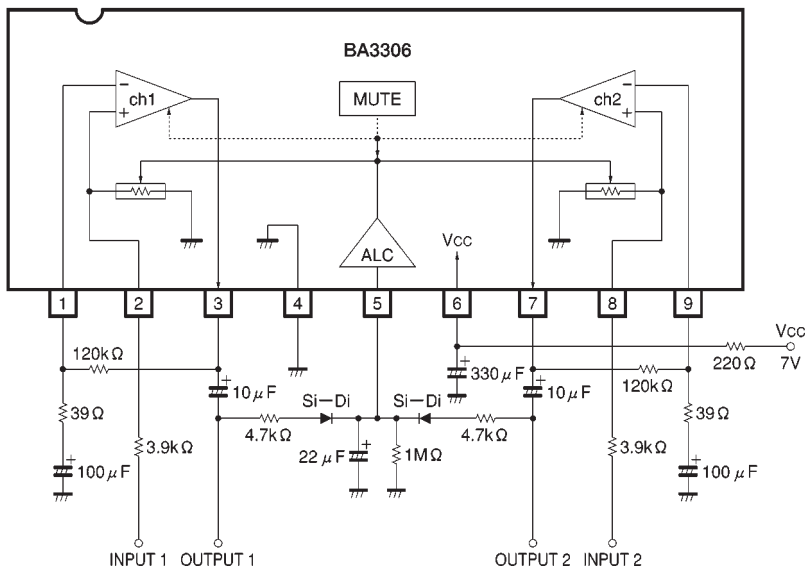 BA3306
− ch1 +
MUTE
− ch2 +
ALC
VCC
1 2 3 4 5 6 7 8 9
120kΩ
39Ω
+ 100μF
3.9kΩ
+ 10μF
Si–Di
4.7kΩ
22μF +
1MΩ
Si–Di
4.7kΩ
+ 330μF
+ 10μF
120kΩ
220Ω
VCC
7V
39Ω
3.9kΩ
+ 100μF
INPUT 1 OUTPUT 1 OUTPUT 2 INPUT 2